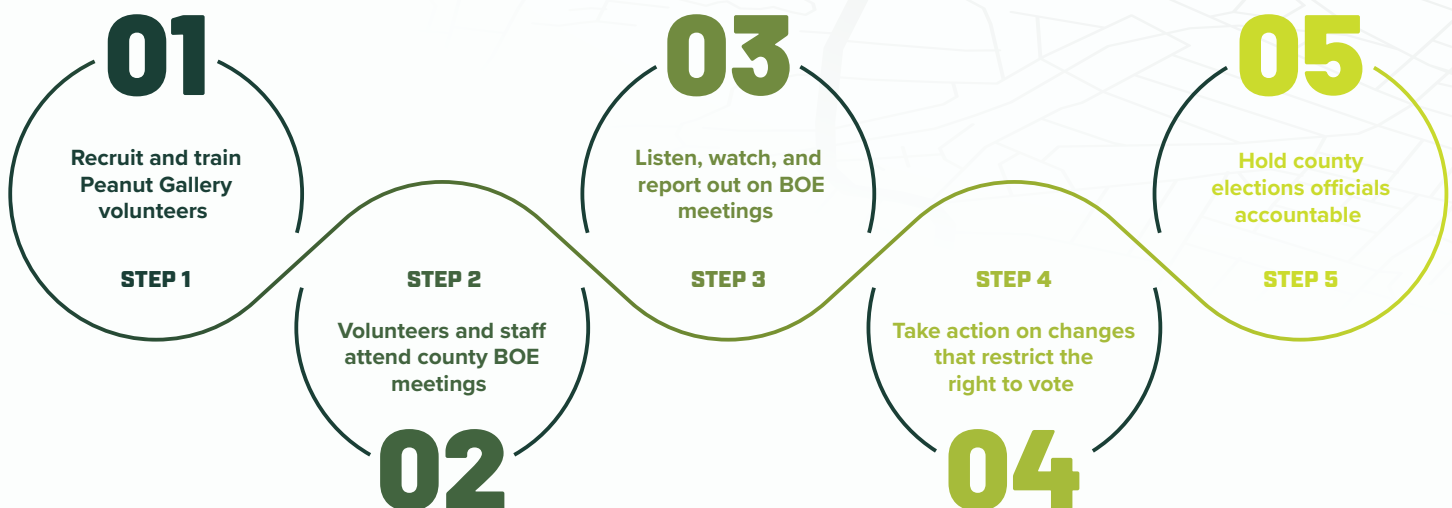 01
Recruit and train
Peanut Gallery
volunteers
STEP 1
STEP 2
Volunteers and staff
attend county BOE
meetings
02
03
Listen, watch, and
report out on BOE
meetings
STEP 3
STEP 4
Take action on changes
that restrict the
right to vote
04
05
Hold county
elections officials
accountable
STEP 5